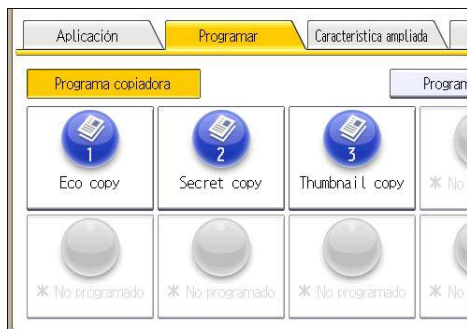 Aplicación Programar Característica ampliada
Programa copiadora Program
1 2 3
Eco copy Secret copy Thumbnail copy * No
* No programado * No programado * No programado * No